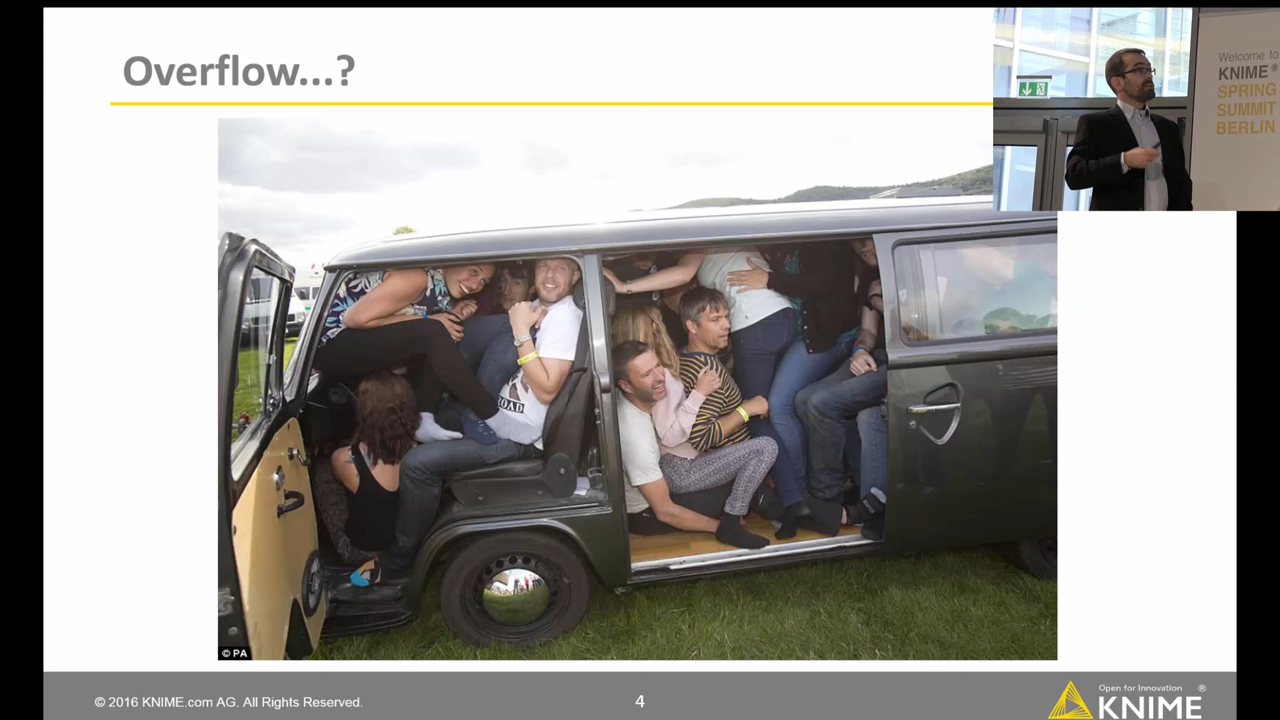 Overflow...?
Welcome to
KNIME®
SPRING
SUMMIT
BERLIN
ROAD
© PA
© 2016 KNIME.com AG. All Rights Reserved.
4
Open for Innovation ®
KNIME